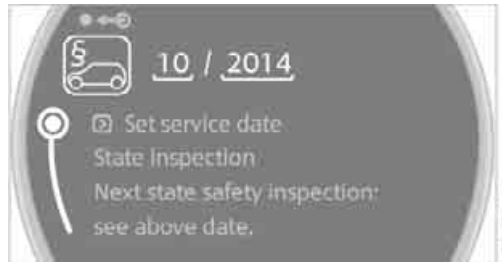 §
10 / 2014
Set service date
State Inspection
Next state safety inspection:
see above date.